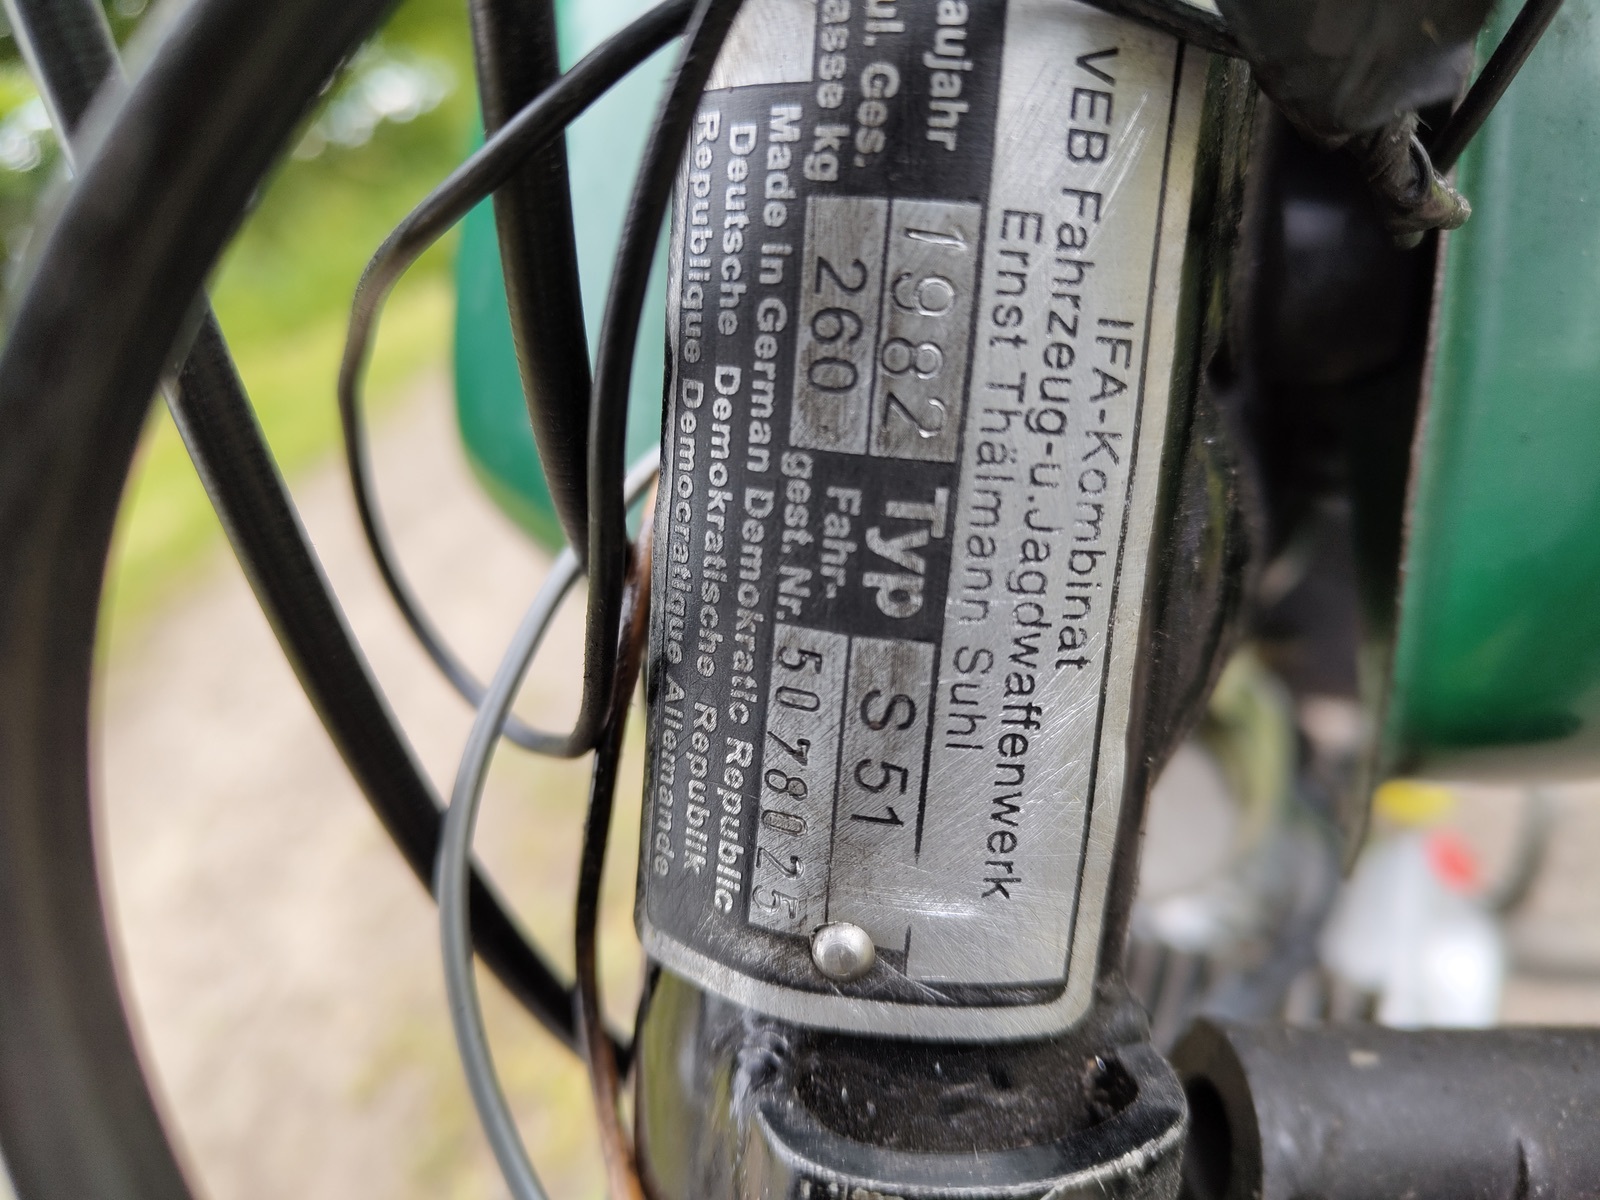 IFA-Kombinat
VEB Fahrzeug-u.Jagdwaffenwerk
Ernst Thälmann Suhl
aujahr 1982 Typ S 51
ul. Ges.
asse kg 260 Fahr-
gest. Nr. 5078025
Made in German Demokratic Republic
Deutsche Demokratische Republik
Republique Democratique Allemande